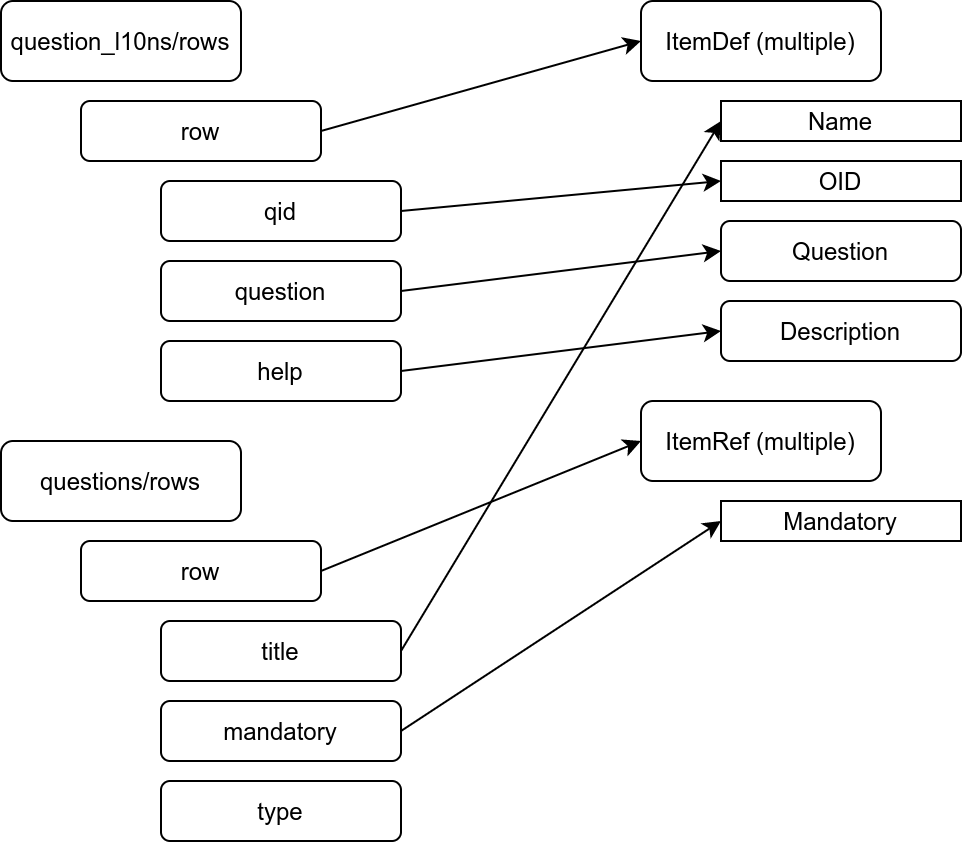 question_l10ns/rows
row
qid
question
help
questions/rows
row
title
mandatory
type
ItemDef (multiple)
Name
OID
Question
Description
ItemRef (multiple)
Mandatory